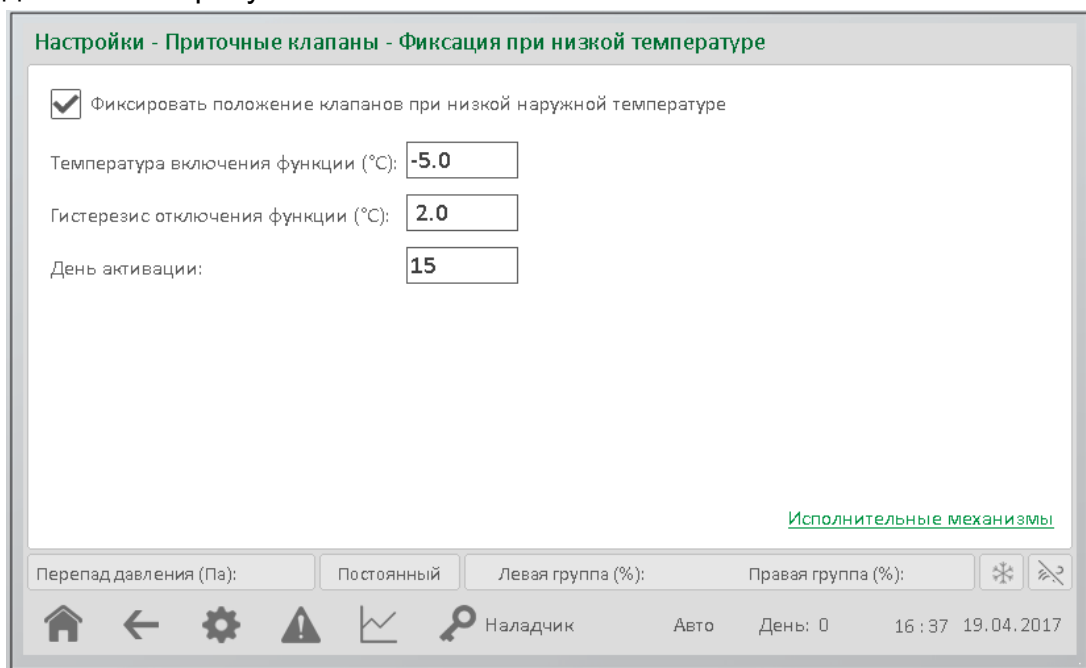 Настройки - Приточные клапаны - Фиксация при низкой температуре
Фиксировать положение клапанов при низкой наружной температуре
Температура включения функции (°C): -5.0
Гистерезис отключения функции (°C): 2.0
День активации: 15
Исполнительные механизмы
Перепад давления (Па): Постоянный Левая группа (%): Правая группа (%):
Наладчик Авто День: 0 16:37 19.04.2017